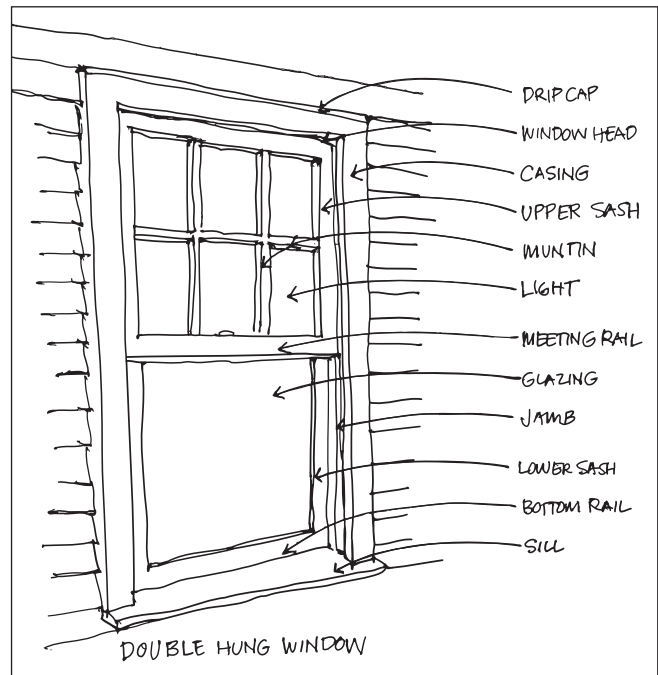 DRIP CAP
WINDOW HEAD
CASING
UPPER SASH
MUNTIN
LIGHT
MEETING RAIL
GLAZING
JAMB
LOWER SASH
BOTTOM RAIL
SILL
DOUBLE HUNG WINDOW